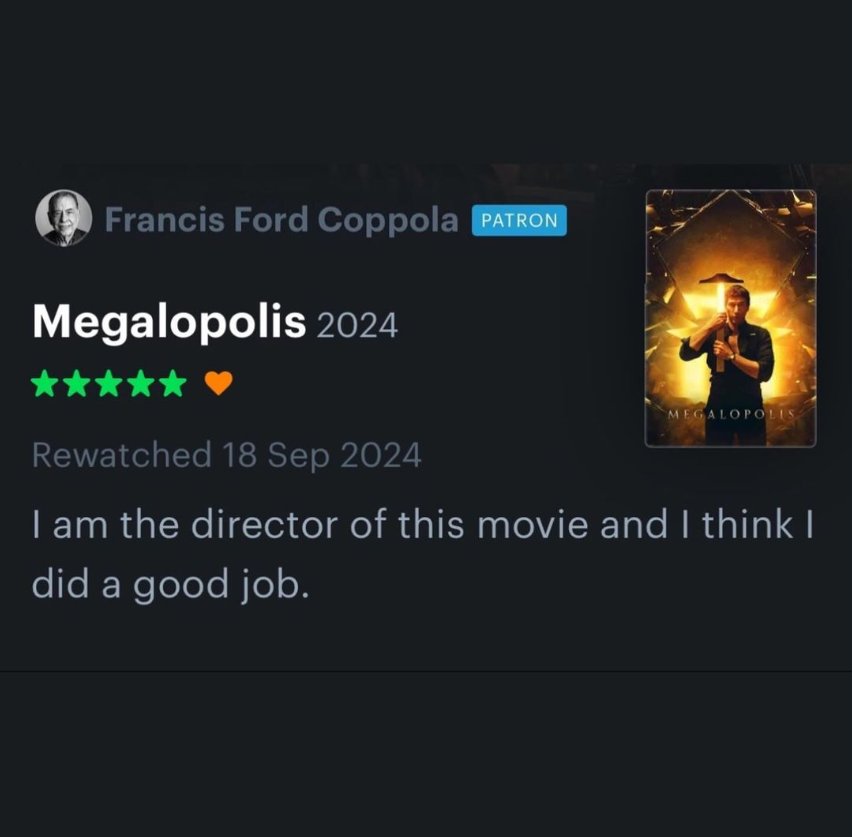 Francis Ford Coppola PATRON
Megalopolis 2024
Rewatched 18 Sep 2024
I am the director of this movie and I think I
did a good job.
MEGALOPOLIS